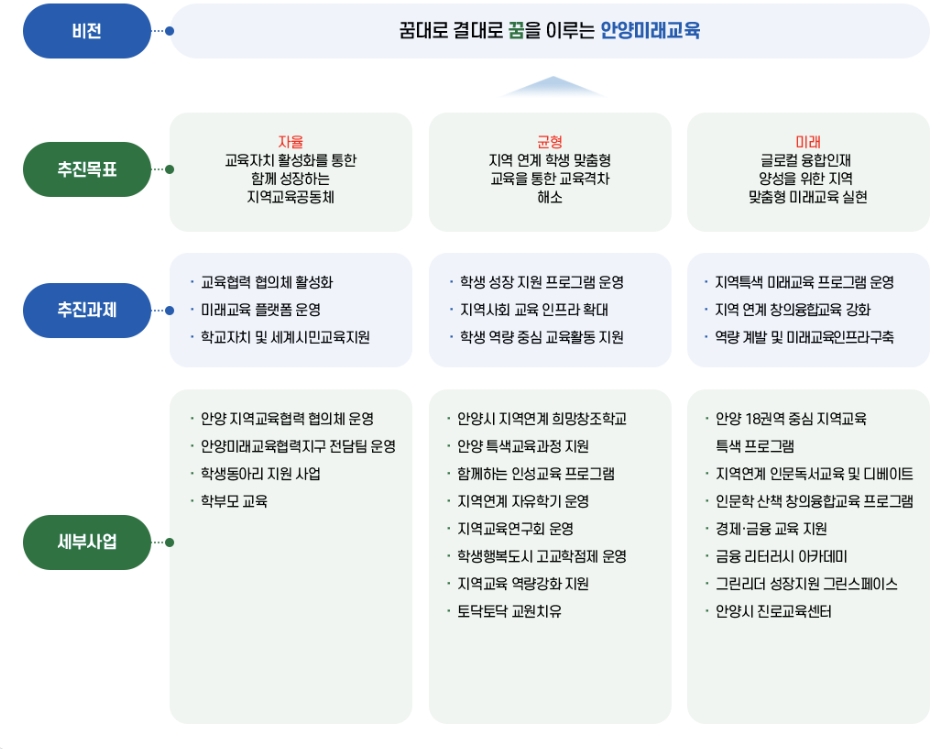 비전
꿈대로 결대로 꿈을 이루는 안양미래교육
추진목표
자율
교육자치 활성화를 통한
함께 성장하는
지역교육공동체
균형
지역 연계 학생 맞춤형
교육을 통한 교육격차
해소
미래
글로컬 융합인재
양성을 위한 지역
맞춤형 미래교육 실현
추진과제
· 교육협력 협의체 활성화
· 미래교육 플랫폼 운영
· 학교자치 및 세계시민교육지원
· 학생 성장 지원 프로그램 운영
· 지역사회 교육 인프라 확대
· 학생 역량 중심 교육활동 지원
· 지역특색 미래교육 프로그램 운영
· 지역 연계 창의융합교육 강화
· 역량 계발 및 미래교육인프라구축
세부사업
· 안양 지역교육협력 협의체 운영
· 안양미래교육협력지구 전담팀 운영
· 학생동아리 지원 사업
· 학부모 교육
· 안양시 지역연계 희망창조학교
· 안양 특색교육과정 지원
· 함께하는 인성교육 프로그램
· 지역연계 자유학기 운영
· 지역교육연구회 운영
· 학생행복도시 고교학점제 운영
· 지역교육 역량강화 지원
· 토닥토닥 교원치유
· 안양 18권역 중심 지역교육
특색 프로그램
· 지역연계 인문독서교육 및 디베이트
· 인문학 산책 창의융합교육 프로그램
· 경제·금융 교육 지원
· 금융 리터러시 아카데미
· 그린리더 성장지원 그린스페이스
· 안양시 진로교육센터